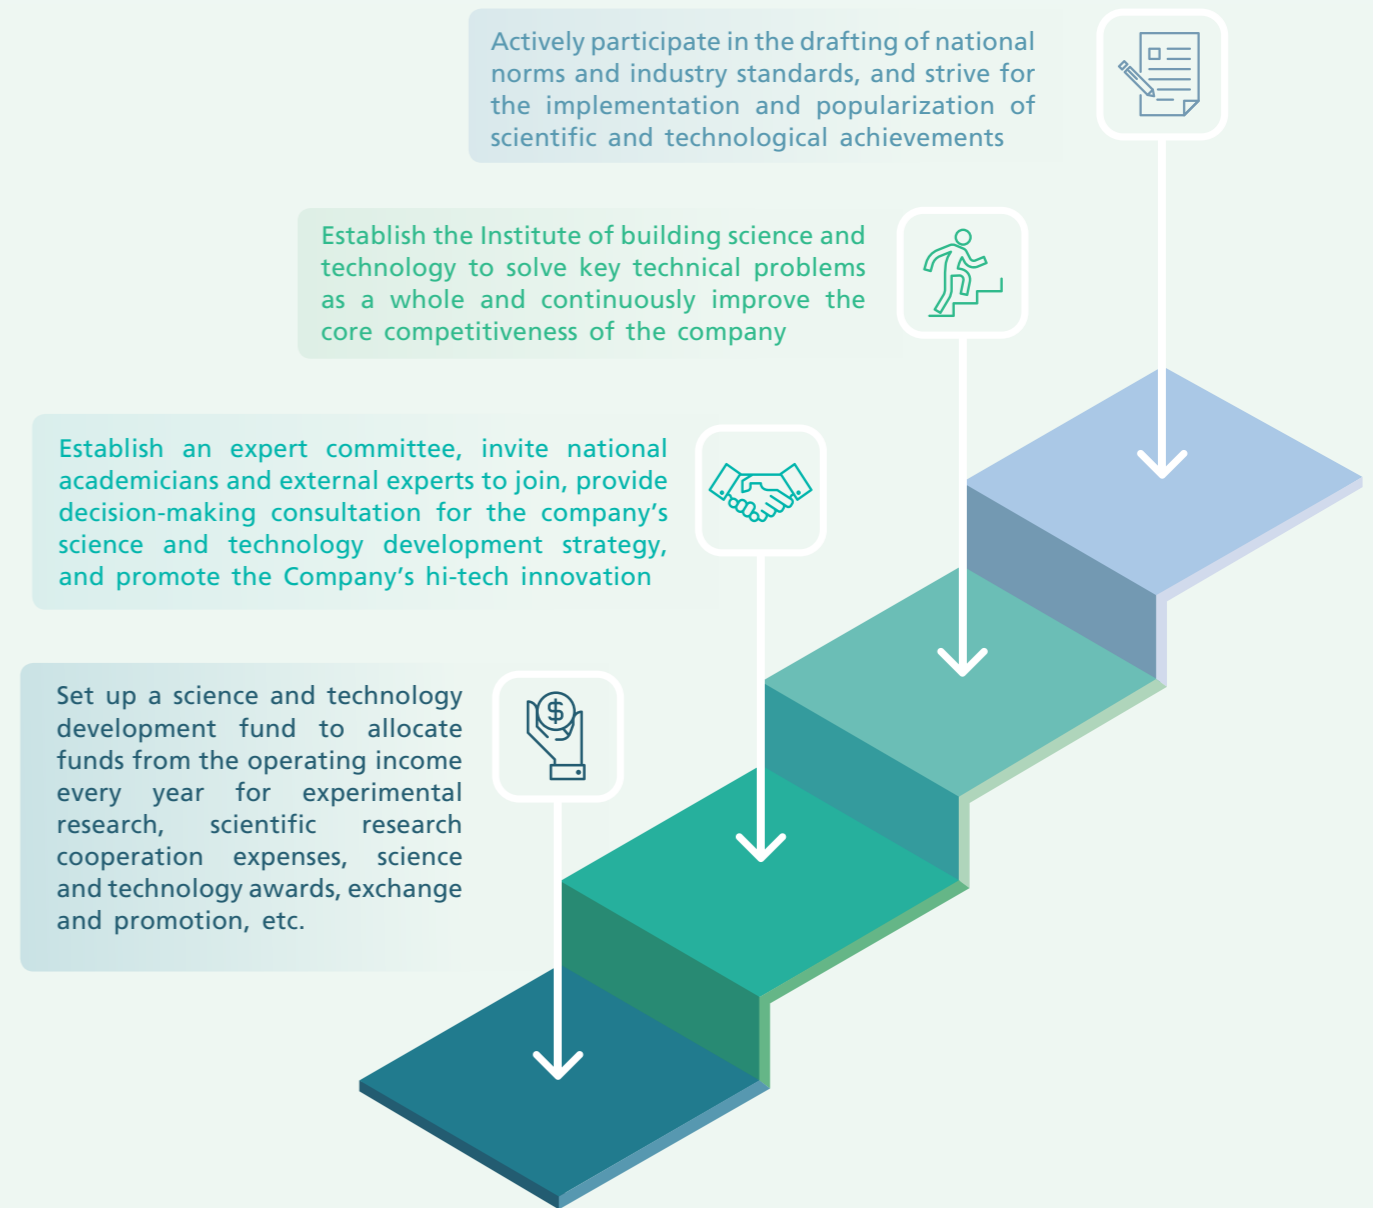 Actively participate in the drafting of national
norms and industry standards, and strive for
the implementation and popularization of
scientific and technological achievements
Establish the Institute of building science and
technology to solve key technical problems
as a whole and continuously improve the
core competitiveness of the company
Establish an expert committee, invite national
academicians and external experts to join, provide
decision-making consultation for the company’s
science and technology development strategy,
and promote the Company’s hi-tech innovation
Set up a science and technology
development fund to allocate
funds from the operating income
every year for experimental
research, scientific research
cooperation expenses, science
and technology awards, exchange
and promotion, etc.
$